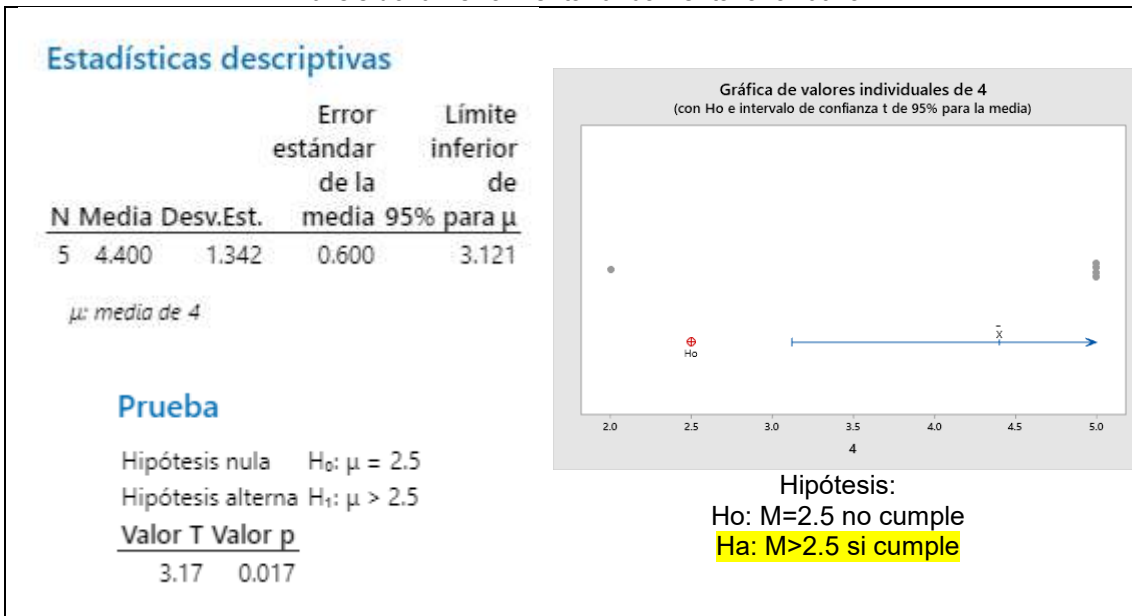 Estadísticas descriptivas
Error Límite
estándar inferior
de la de
N Media Desv.Est. media 95% para μ
5 4.400 1.342 0.600 3.121
μ: media de 4
Prueba
Hipótesis nula H₀: μ = 2.5
Hipótesis alterna H₁: μ > 2.5
Valor T Valor p
3.17 0.017
Gráfica de valores individuales de 4
(con Ho e intervalo de confianza t de 95% para la media)
x̄
Ho
2.0 2.5 3.0 3.5 4.0 4.5 5.0
4
Hipótesis:
Ho: M=2.5 no cumple
Ha: M>2.5 si cumple